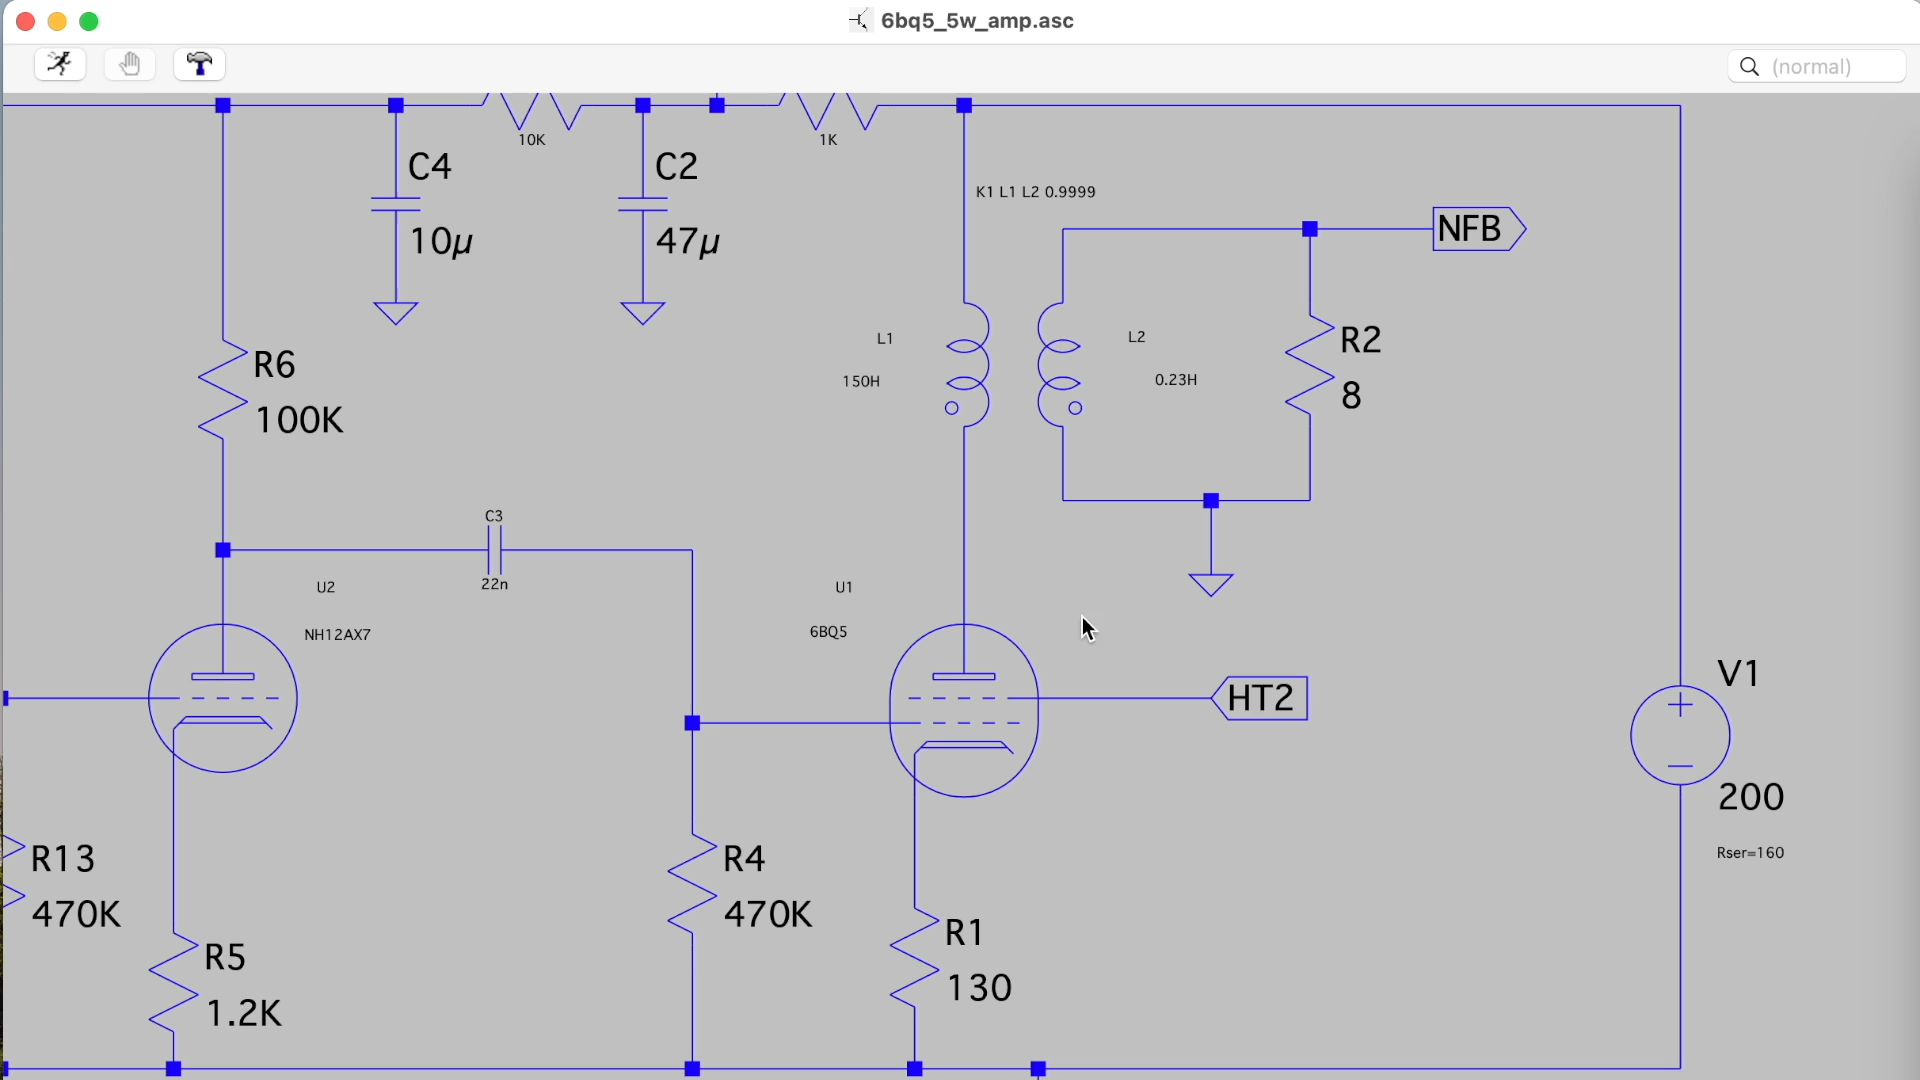 6bq5_5w_amp.asc
(normal)
10K
1K
C4
10µ
C2
47µ
K1 L1 L2 0.9999
NFB
L1
150H
L2
0.23H
R2
8
R6
100K
C3
22n
U2
NH12AX7
U1
6BQ5
HT2
V1
200
Rser=160
R13
470K
R4
470K
R5
1.2K
R1
130